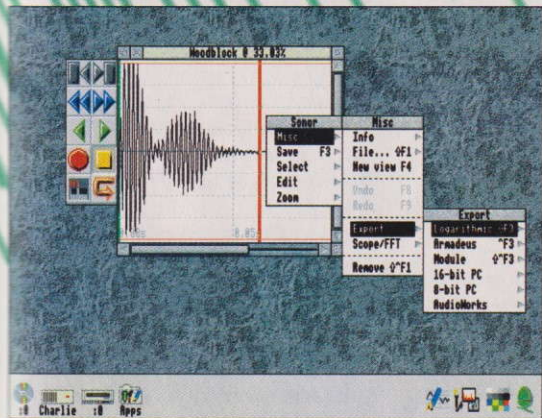 Woodblock @ 33.03%
0.05
Sonor
Misc
Save F3
Select
Edit
Zoom
Misc
Info
File... ⇧F1
New view F4
Undo F8
Redo F9
Export
Scope/FFT
Remove ⇧^F1
Export
Logarithmic ⇧F3
Armadeus ^F3
Module ⇧^F3
16-bit PC
8-bit PC
AudioWorks
:0 Charlie :0 Apps